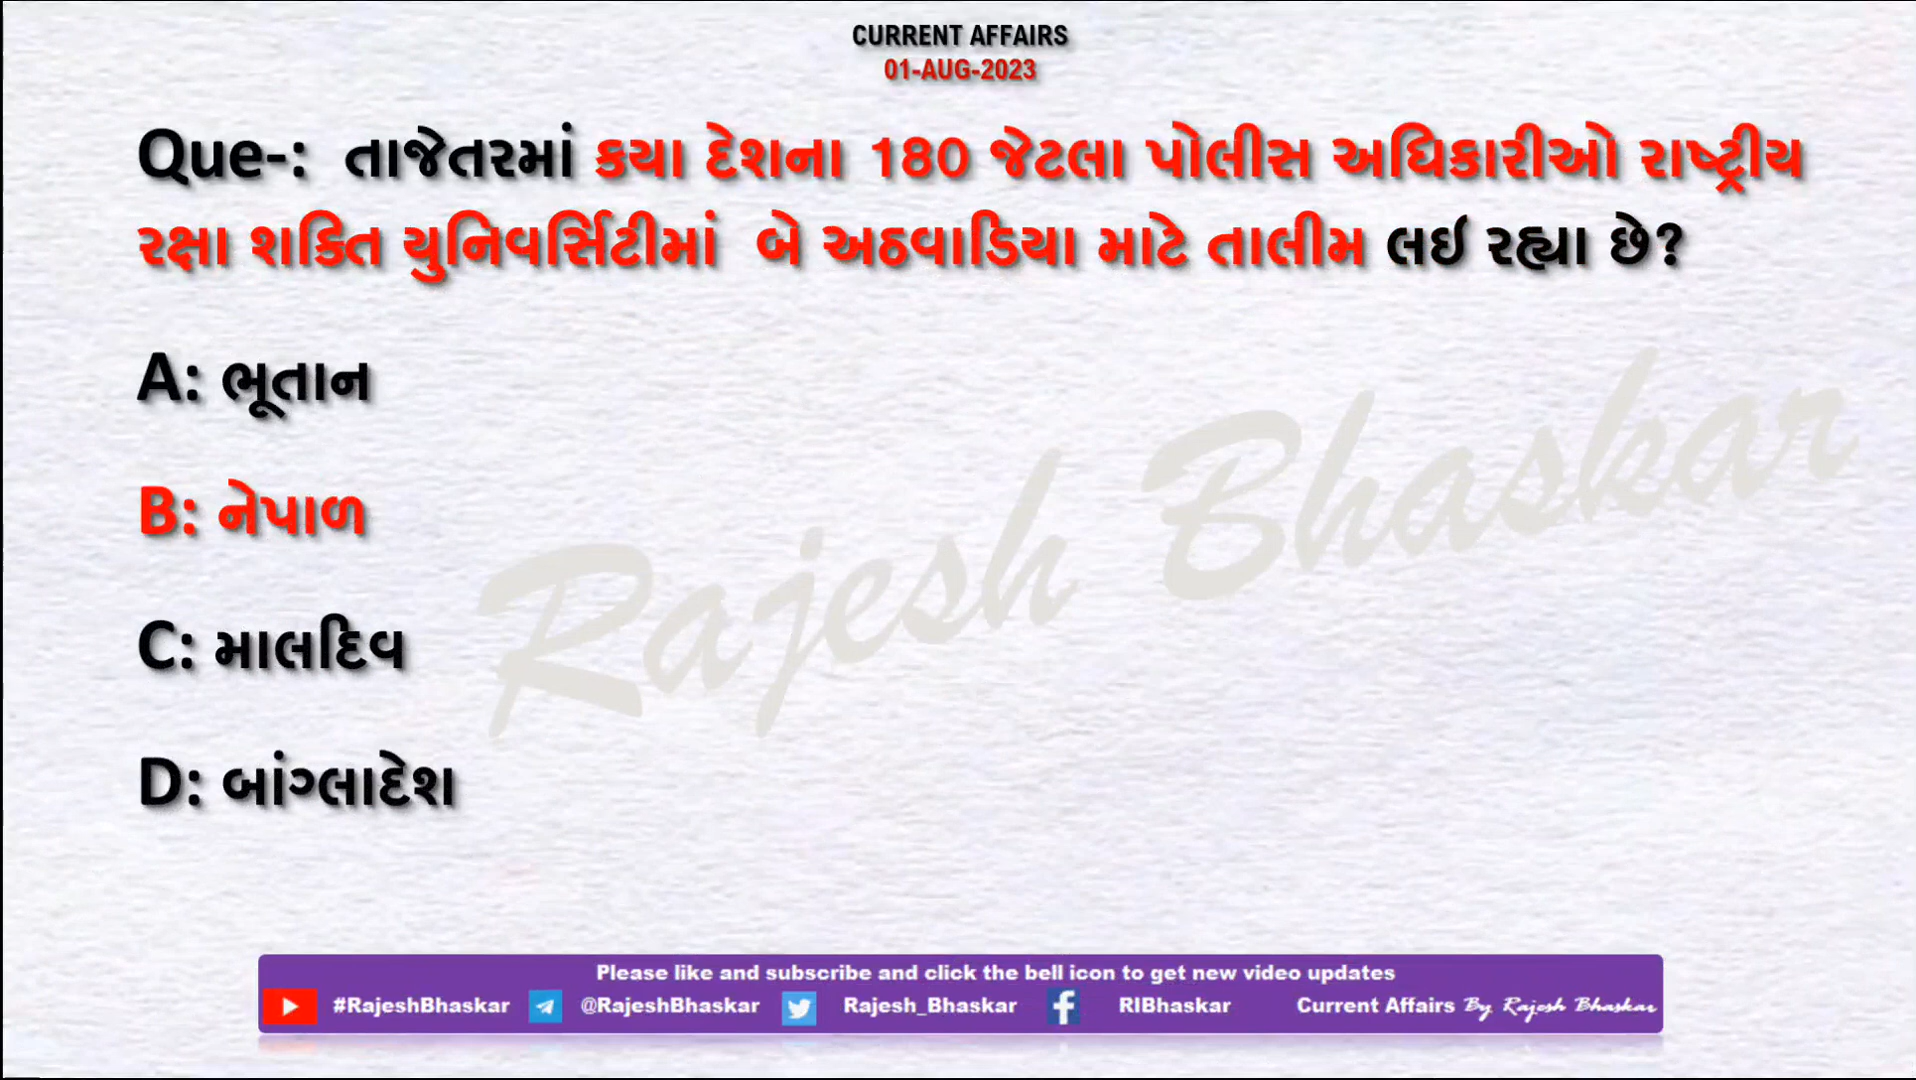 CURRENT AFFAIRS
01-AUG-2023
Que-: તાજેતરમાં કયા દેશના 180 જેટલા પોલીસ અધિકારીઓ રાષ્ટ્રીય
રક્ષા શક્તિ યુનિવર્સિટીમાં બે અઠવાડિયા માટે તાલીમ લઈ રહ્યા છે?
A: ભૂતાન
B: નેપાળ
C: માલદિવ
D: બાંગ્લાદેશ
Rajesh Bhaskar
Please like and subscribe and click the bell icon to get new video updates
#RajeshBhaskar @RajeshBhaskar Rajesh_Bhaskar RIBhaskar Current Affairs By Rajesh Bhaskar